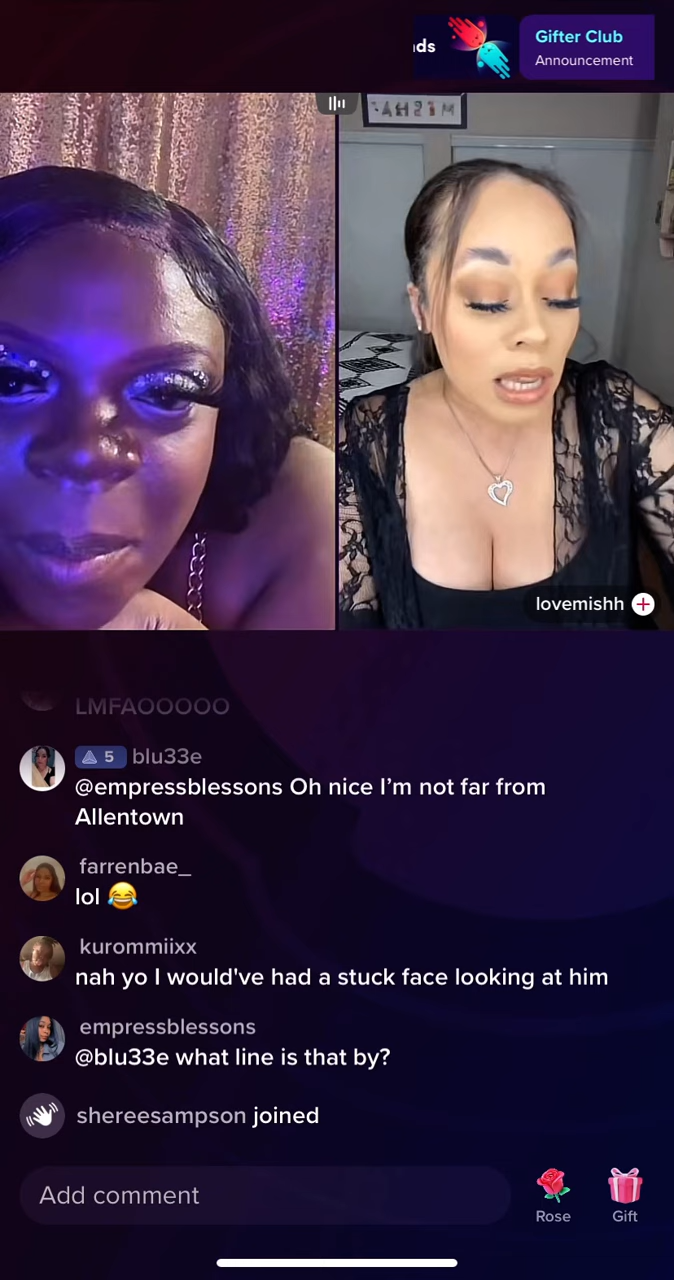 ds
Gifter Club
Announcement
lovemishh
LMFAOOOOO
5 blu33e
@empressblessons Oh nice I’m not far from
Allentown
farrenbae_
lol 😂
kurommiixx
nah yo I would've had a stuck face looking at him
empressblessons
@blu33e what line is that by?
shereesampson joined
Add comment
Rose
Gift